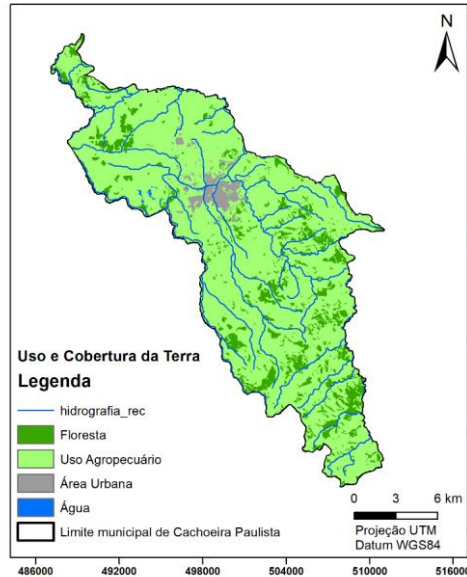 N
Uso e Cobertura da Terra
Legenda
hidrografia_rec
Floresta
Uso Agropecuário
Área Urbana
Água
Limite municipal de Cachoeira Paulista
0 3 6 km
Projeção UTM
Datum WGS84
486000 492000 498000 504000 510000 516000